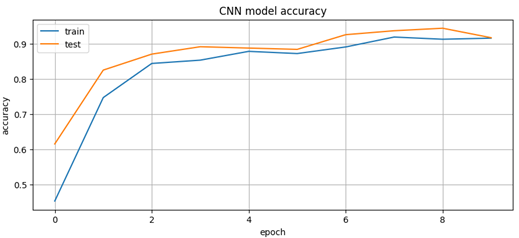 CNN model accuracy
train
test
accuracy
0.9
0.8
0.7
0.6
0.5
0 2 4 6 8
epoch